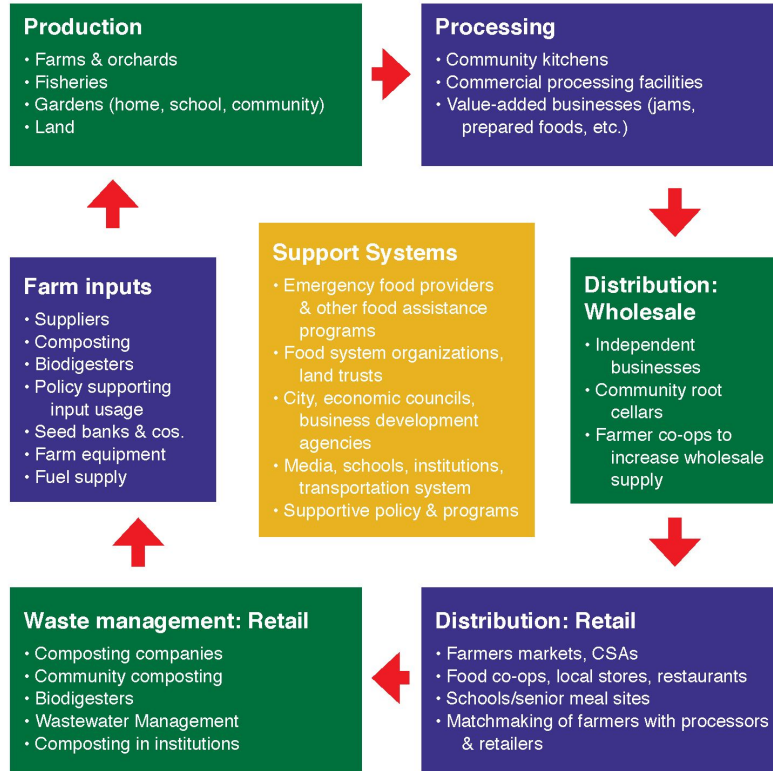 Production
• Farms & orchards
• Fisheries
• Gardens (home, school, community)
• Land
Processing
• Community kitchens
• Commercial processing facilities
• Value-added businesses (jams,
prepared foods, etc.)
Farm inputs
• Suppliers
• Composting
• Biodigesters
• Policy supporting
input usage
• Seed banks & cos.
• Farm equipment
• Fuel supply
Support Systems
• Emergency food providers
& other food assistance
programs
• Food system organizations,
land trusts
• City, economic councils,
business development
agencies
• Media, schools, institutions,
transportation system
• Supportive policy & programs
Distribution:
Wholesale
• Independent
businesses
• Community root
cellars
• Farmer co-ops to
increase wholesale
supply
Waste management: Retail
• Composting companies
• Community composting
• Biodigesters
• Wastewater Management
• Composting in institutions
Distribution: Retail
• Farmers markets, CSAs
• Food co-ops, local stores, restaurants
• Schools/senior meal sites
• Matchmaking of farmers with processors
& retailers